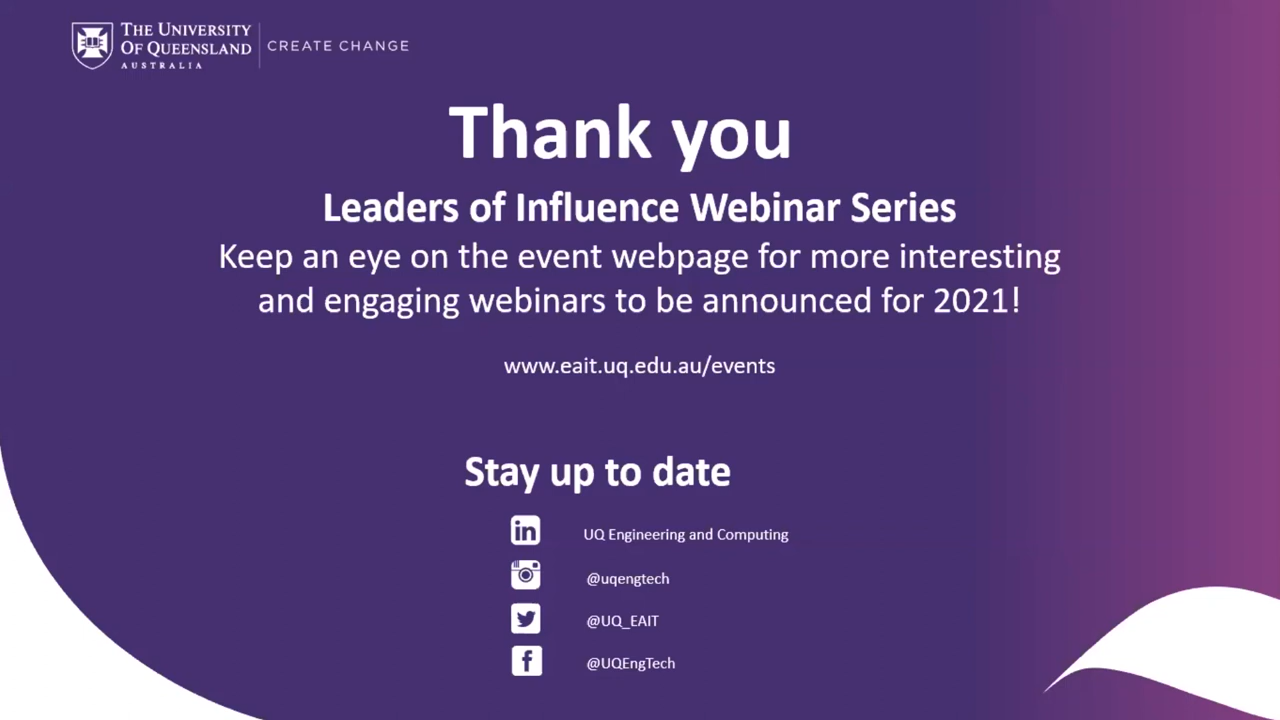 THE UNIVERSITY
OF QUEENSLAND
AUSTRALIA
CREATE CHANGE
Thank you
Leaders of Influence Webinar Series
Keep an eye on the event webpage for more interesting
and engaging webinars to be announced for 2021!
www.eait.uq.edu.au/events
Stay up to date
in UQ Engineering and Computing
@uqengtech
@UQ_EAIT
f @UQEngTech